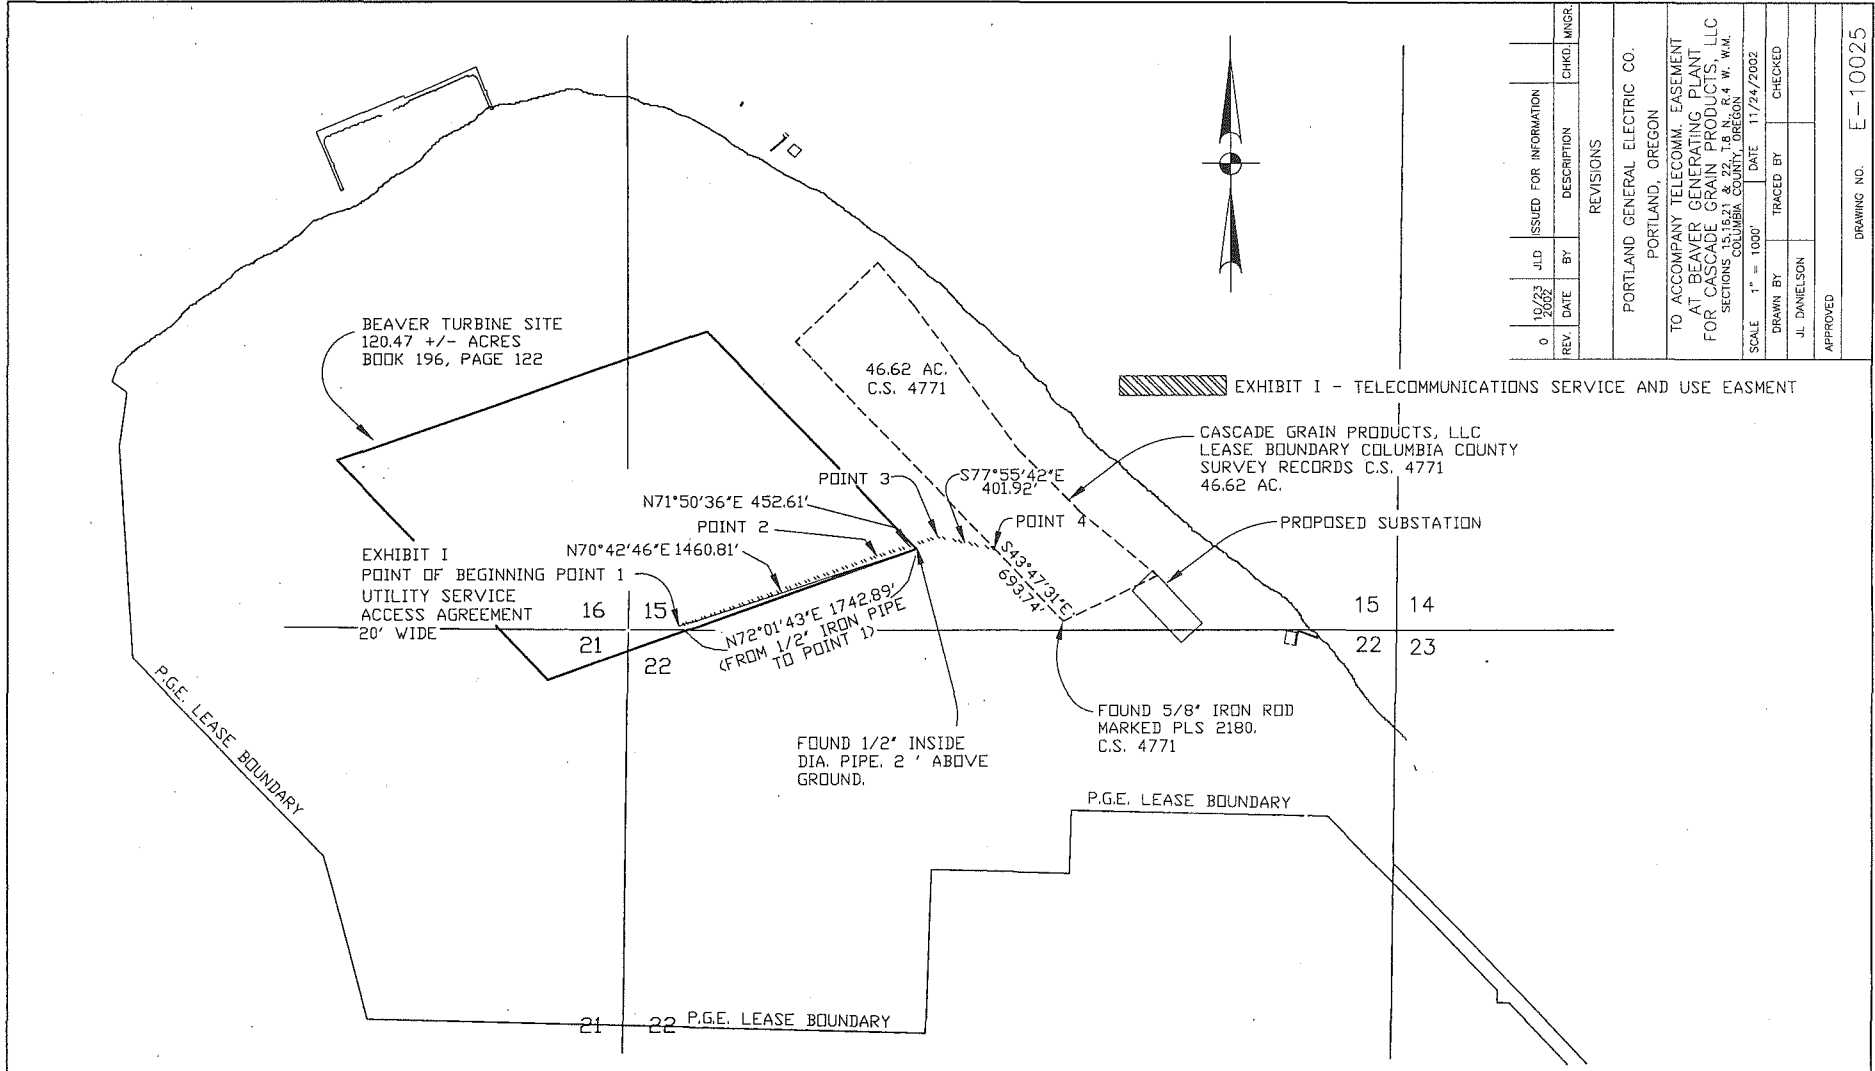 BEAVER TURBINE SITE
120.47 +/- ACRES
BOOK 196, PAGE 122
46.62 AC.
C.S. 4771
EXHIBIT I - TELECOMMUNICATIONS SERVICE AND USE EASMENT
CASCADE GRAIN PRODUCTS, LLC
LEASE BOUNDARY COLUMBIA COUNTY
SURVEY RECORDS C.S. 4771
46.62 AC.
POINT 3
S77°55'42"E
401.92'
N71°50'36"E 452.61'
POINT 2
POINT 4
PROPOSED SUBSTATION
N70°42'46"E 1460.81'
EXHIBIT I
POINT OF BEGINNING POINT 1
UTILITY SERVICE
ACCESS AGREEMENT
20' WIDE
S43°47'31"E
693.74'
N72°01'43"E 1742.89'
(FROM 1/2" IRON PIPE
TO POINT 1)
16 15
21
22
15 14
22 23
FOUND 5/8" IRON ROD
MARKED PLS 2180.
C.S. 4771
FOUND 1/2" INSIDE
DIA. PIPE. 2 ' ABOVE
GROUND.
P.G.E. LEASE BOUNDARY
P.G.E. LEASE BOUNDARY
21 22 P.G.E. LEASE BOUNDARY
0 10/23 2002 JLD ISSUED FOR INFORMATION
REV. DATE BY DESCRIPTION CHKD. MNGR.
REVISIONS
PORTLAND GENERAL ELECTRIC CO.
PORTLAND, OREGON
TO ACCOMPANY TELECOMM. EASEMENT
AT BEAVER GENERATING PLANT
FOR CASCADE GRAIN PRODUCTS, LLC
SECTIONS 15,16,21 & 22, T.8 N., R.4 W. W.M.
COLUMBIA COUNTY, OREGON
SCALE 1" = 1000' DATE 11/24/2002
DRAWN BY TRACED BY CHECKED
JL DANIELSON
APPROVED
DRAWING NO. E-10025